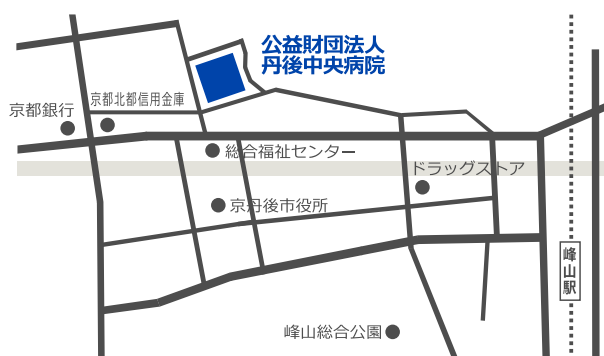 公益財団法人
丹後中央病院
京都北都信用金庫
京都銀行
総合福祉センター
ドラッグストア
京丹後市役所
峰山駅
峰山総合公園